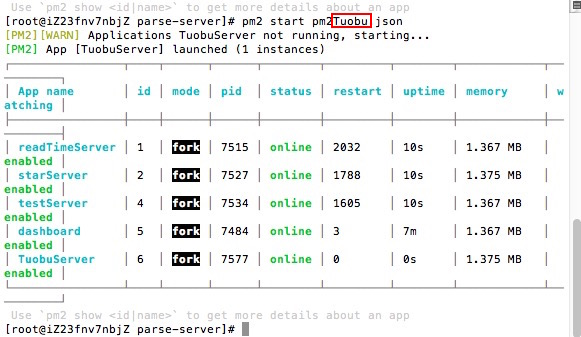 Use `pm2 show <id|name>` to get more details about an app
[root@iZ23fnv7nbjZ parse-server]# pm2 start pm2Tuobu.json
[PM2][WARN] Applications TuobuServer not running, starting...
[PM2] App [TuobuServer] launched (1 instances)
│ App name │ id │ mode │ pid │ status │ restart │ uptime │ memory │ w
atching │
│ readTimeServer │ 1 │ fork │ 7515 │ online │ 2032 │ 10s │ 1.367 MB │
enabled │
│ starServer │ 2 │ fork │ 7527 │ online │ 1788 │ 10s │ 1.375 MB │
enabled │
│ testServer │ 4 │ fork │ 7534 │ online │ 1605 │ 10s │ 1.367 MB │
enabled │
│ dashboard │ 5 │ fork │ 7484 │ online │ 3 │ 7m │ 1.367 MB │
enabled │
│ TuobuServer │ 6 │ fork │ 7577 │ online │ 0 │ 0s │ 1.375 MB │
enabled │
Use `pm2 show <id|name>` to get more details about an app
[root@iZ23fnv7nbjZ parse-server]#